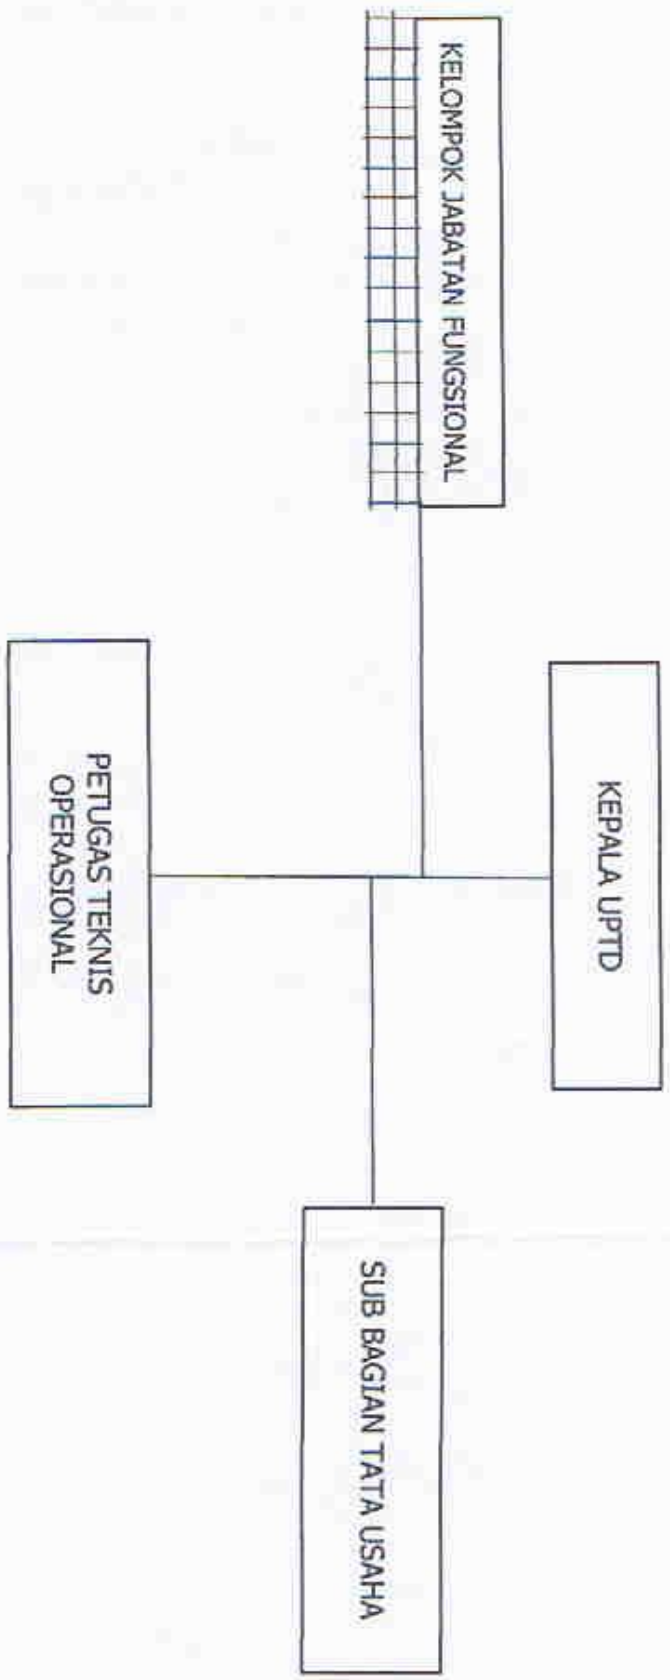 KEPALA UPTD
KELOMPOK JABATAN FUNGSIONAL
SUB BAGIAN TATA USAHA
PETUGAS TEKNIS
OPERASIONAL